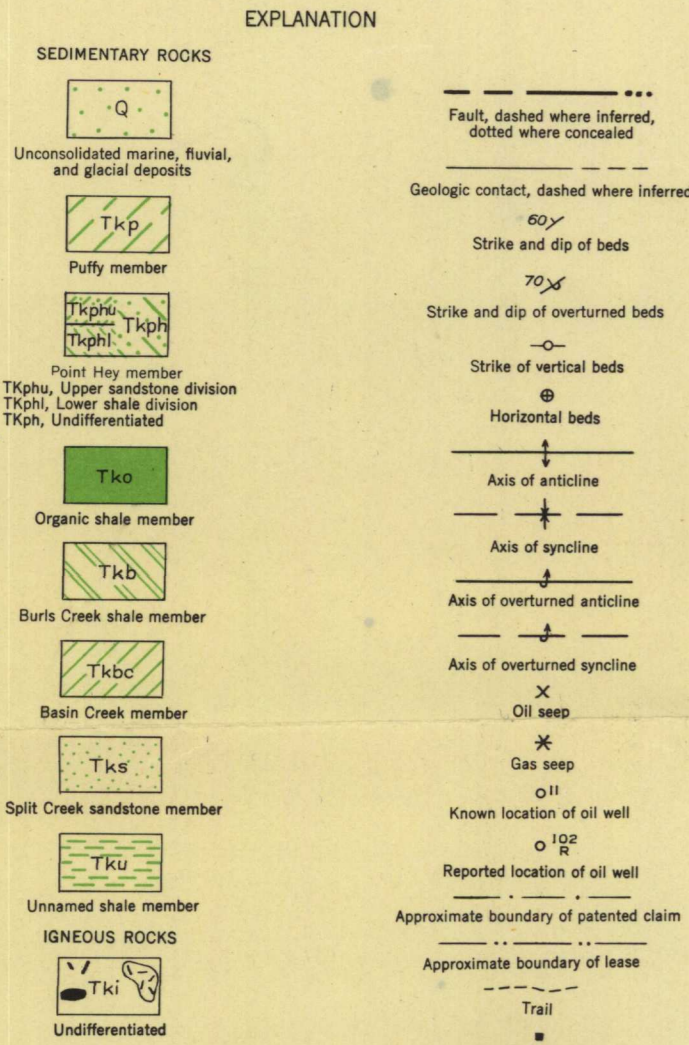 EXPLANATION
SEDIMENTARY ROCKS
Q
Unconsolidated marine, fluvial,
and glacial deposits
Tkp
Puffy member
Tkphu
Tkphl
Tkph
Point Hey member
TKphu, Upper sandstone division
TKphl, Lower shale division
TKph, Undifferentiated
Tko
Organic shale member
Tkb
Burls Creek shale member
Tkbc
Basin Creek member
Tks
Split Creek sandstone member
Tku
Unnamed shale member
IGNEOUS ROCKS
Tki
Undifferentiated
Fault, dashed where inferred,
dotted where concealed
Geologic contact, dashed where inferred
60
Strike and dip of beds
70
Strike and dip of overturned beds
Strike of vertical beds
Horizontal beds
Axis of anticline
Axis of syncline
Axis of overturned anticline
Axis of overturned syncline
Oil seep
Gas seep
11
Known location of oil well
102
R
Reported location of oil well
Approximate boundary of patented claim
Approximate boundary of lease
Trail